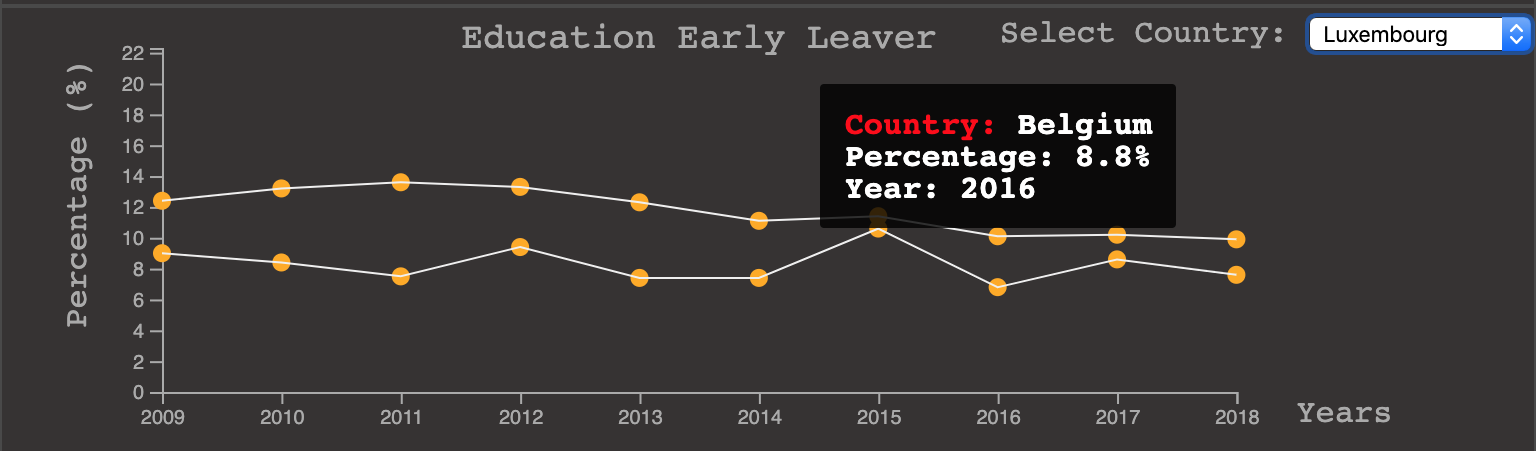 Education Early Leaver
Select Country: Luxembourg
Percentage (%)
22
20
18
16
14
12
10
8
6
4
2
0
Country: Belgium
Percentage: 8.8%
Year: 2016
2009 2010 2011 2012 2013 2014 2015 2016 2017 2018
Years